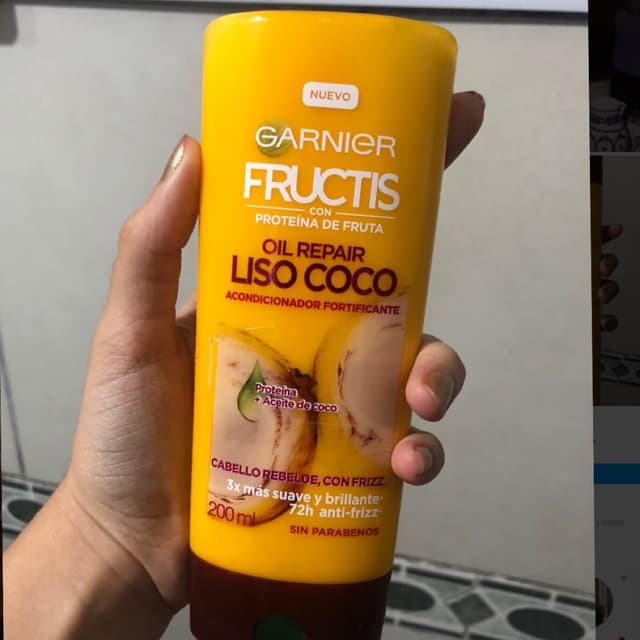 NUEVO
GARNIER
FRUCTIS
CON
PROTEÍNA DE FRUTA
OIL REPAIR
LISO COCO
ACONDICIONADOR FORTIFICANTE
Proteína
+ Aceite de coco
CABELLO REBELDE, CON FRIZZ
3x más suave y brillante
72h anti-frizz
200 ml
SIN PARABENOS